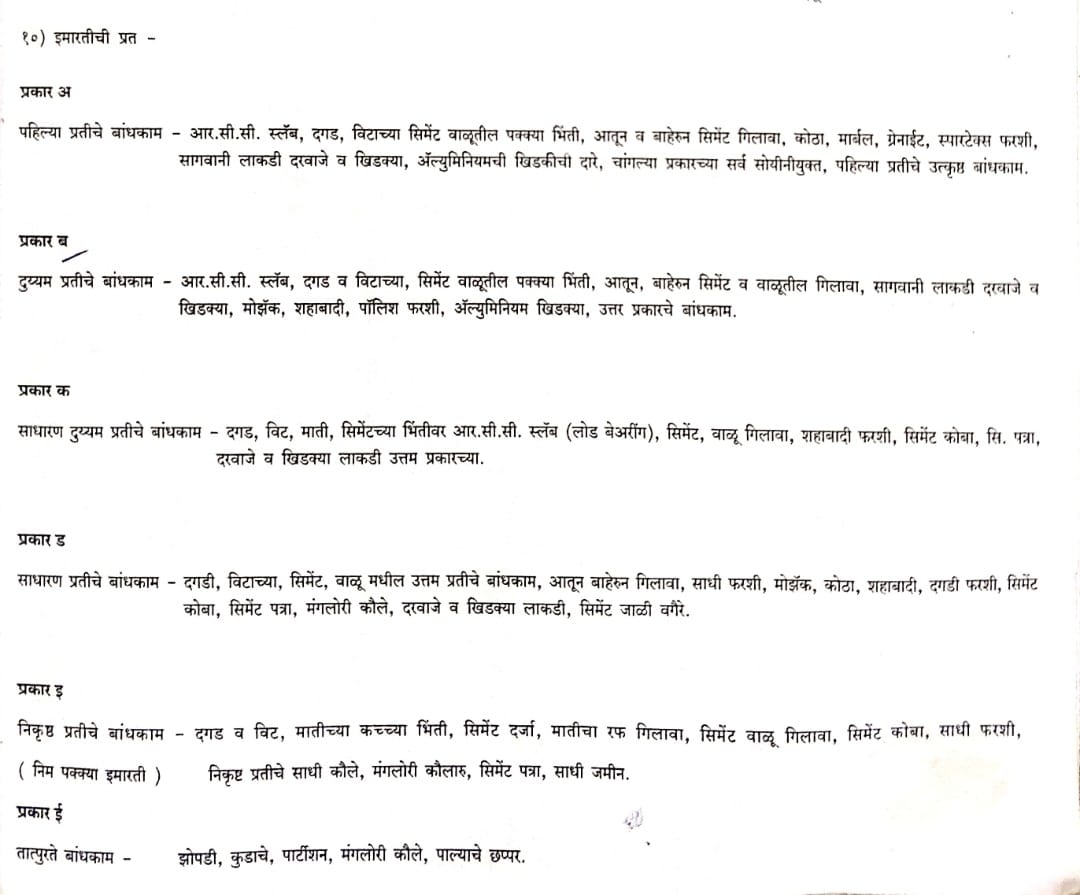 १०) इमारतीची प्रत -
प्रकार अ
पहिल्या प्रतीचे बांधकाम - आर.सी.सी. स्लॅब, दगड, विटाच्या सिमेंट वाळूतील पक्क्या भिंती, आतून व बाहेरुन सिमेंट गिलावा, कोठा, मार्बल, ग्रेनाईट, स्पारटेक्स फरशी,
सागवानी लाकडी दरवाजे व खिडक्या, ॲल्युमिनियमची खिडकीची दारे, चांगल्या प्रकारच्या सर्व सोयीनीयुक्त, पहिल्या प्रतीचे उत्कृष्ठ बांधकाम.
प्रकार ब
दुय्यम प्रतीचे बांधकाम - आर.सी.सी. स्लॅब, दगड व विटाच्या, सिमेंट वाळूतील पक्क्या भिंती, आतून, बाहेरुन सिमेंट व वाळूतील गिलावा, सागवानी लाकडी दरवाजे व
खिडक्या, मोझॅक, शहाबादी, पॉलिश फरशी, ॲल्युमिनियम खिडक्या, उत्तर प्रकारचे बांधकाम.
प्रकार क
साधारण दुय्यम प्रतीचे बांधकाम - दगड, विट, माती, सिमेंटच्या भिंतीवर आर.सी.सी. स्लॅब (लोड बेअरींग), सिमेंट, वाळू गिलावा, शहाबादी फरशी, सिमेंट कोबा, सि. पत्रा,
दरवाजे व खिडक्या लाकडी उत्तम प्रकारच्या.
प्रकार ड
साधारण प्रतीचे बांधकाम - दगडी, विटाच्या, सिमेंट, वाळू मधील उत्तम प्रतीचे बांधकाम, आतून बाहेरुन गिलावा, साधी फरशी, मोझॅक, कोठा, शहाबादी, दगडी फरशी, सिमेंट
कोबा, सिमेंट पत्रा, मंगलोरी कौले, दरवाजे व खिडक्या लाकडी, सिमेंट जाळी वगैरे.
प्रकार इ
निकृष्ठ प्रतीचे बांधकाम - दगड व विट, मातीच्या कच्च्या भिंती, सिमेंट दर्जा, मातीचा रफ गिलावा, सिमेंट वाळू गिलावा, सिमेंट कोबा, साधी फरशी,
( निम पक्क्या इमारती ) निकृष्ट प्रतीचे साधी कौले, मंगलोरी कौलारु, सिमेंट पत्रा, साधी जमीन.
प्रकार ई
तात्पुरते बांधकाम - झोपडी, कुडाचे, पार्टीशन, मंगलोरी कौले, पाल्याचे छप्पर.